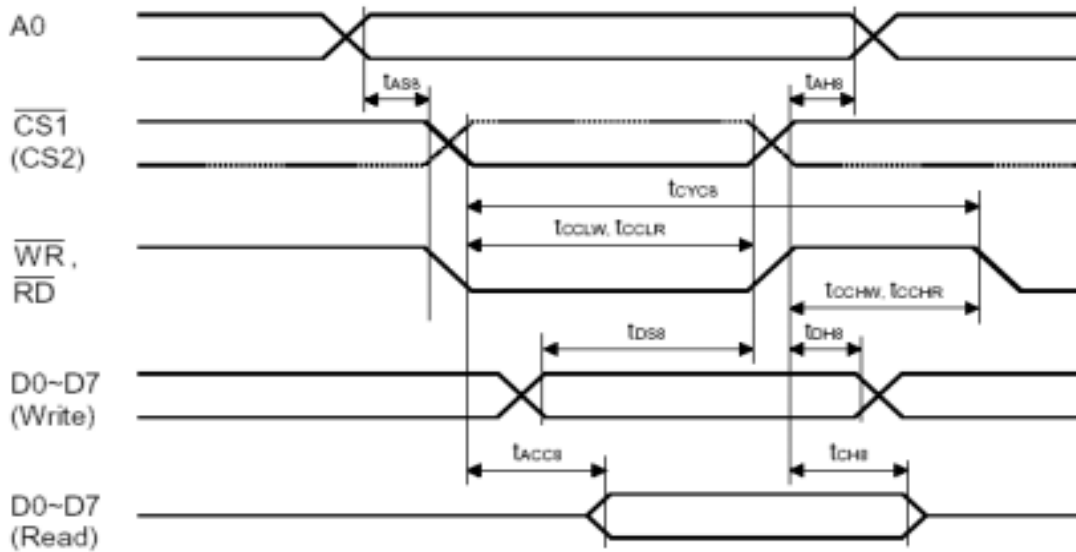 A0
tAS8
tAH8
CS1
(CS2)
tCYC8
tCCLW, tCCLR
WR,
RD
tCCHW, tCCHR
tDS8
tDH8
D0~D7
(Write)
tACC8
tCH8
D0~D7
(Read)